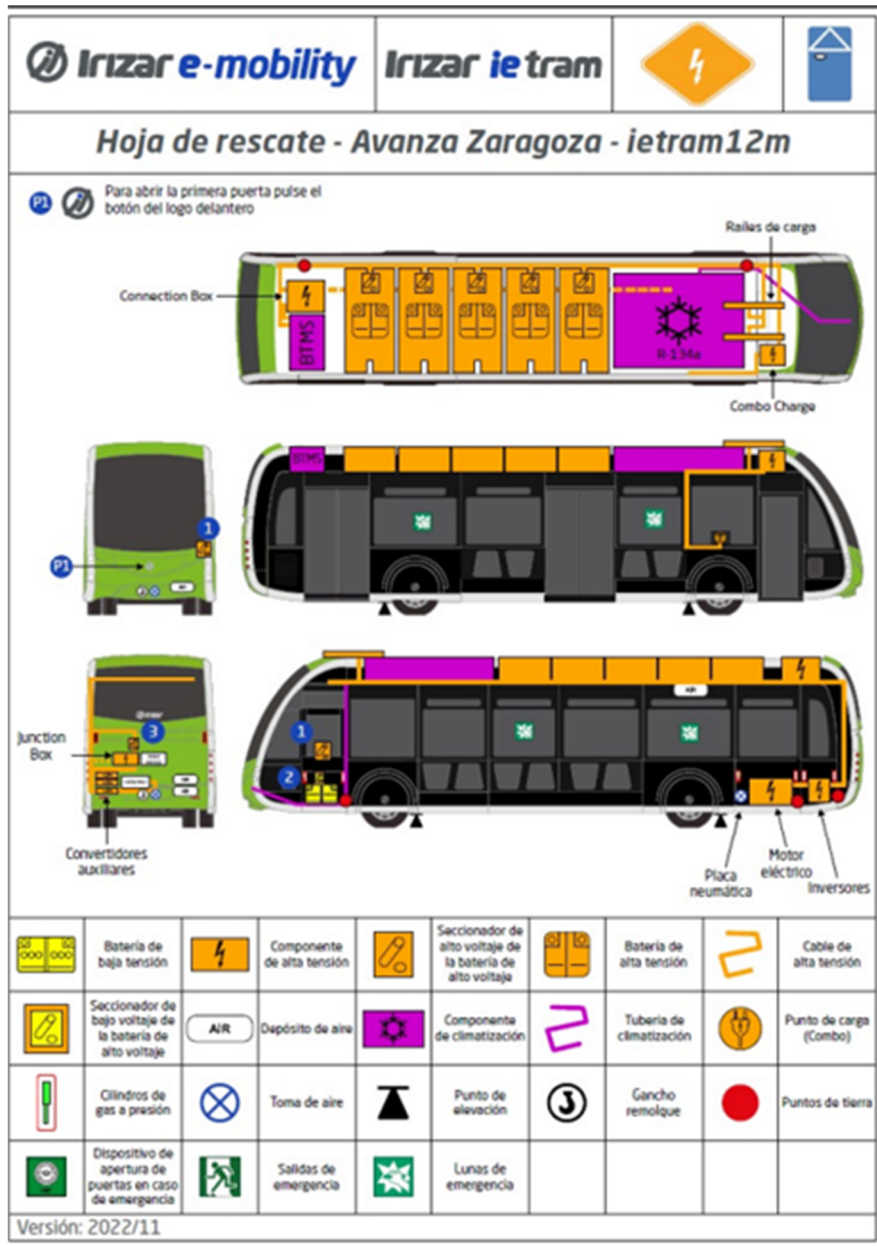 Irizar e-mobility
Irizar ie tram
Hoja de rescate - Avanza Zaragoza - ietram12m
P1
Para abrir la primera puerta pulse el
botón del logo delantero
Railes de carga
Connection Box
BTMS
R-134a
Combo Charge
BTMS
1
P1
AIR
1
3
2
Junction
Box
Convertidores
auxiliares
Placa
neumática
Motor
eléctrico
Inversores
Batería de
baja tensión
Componente
de alta tensión
Seccionador de
alto voltaje de
la batería de
alto voltaje
Batería de
alta tensión
Cable de
alta tensión
Seccionador de
bajo voltaje de
la batería de
alto voltaje
AIR
Depósito de aire
Componente
de climatización
Tubería de
climatización
Punto de carga
(Combo)
Cilindros de
gas a presión
Toma de aire
Punto de
elevación
Gancho
remolque
Puntos de tierra
Dispositivo de
apertura de
puertas en caso
de emergencia
Salidas de
emergencia
Lunas de
emergencia
Versión: 2022/11